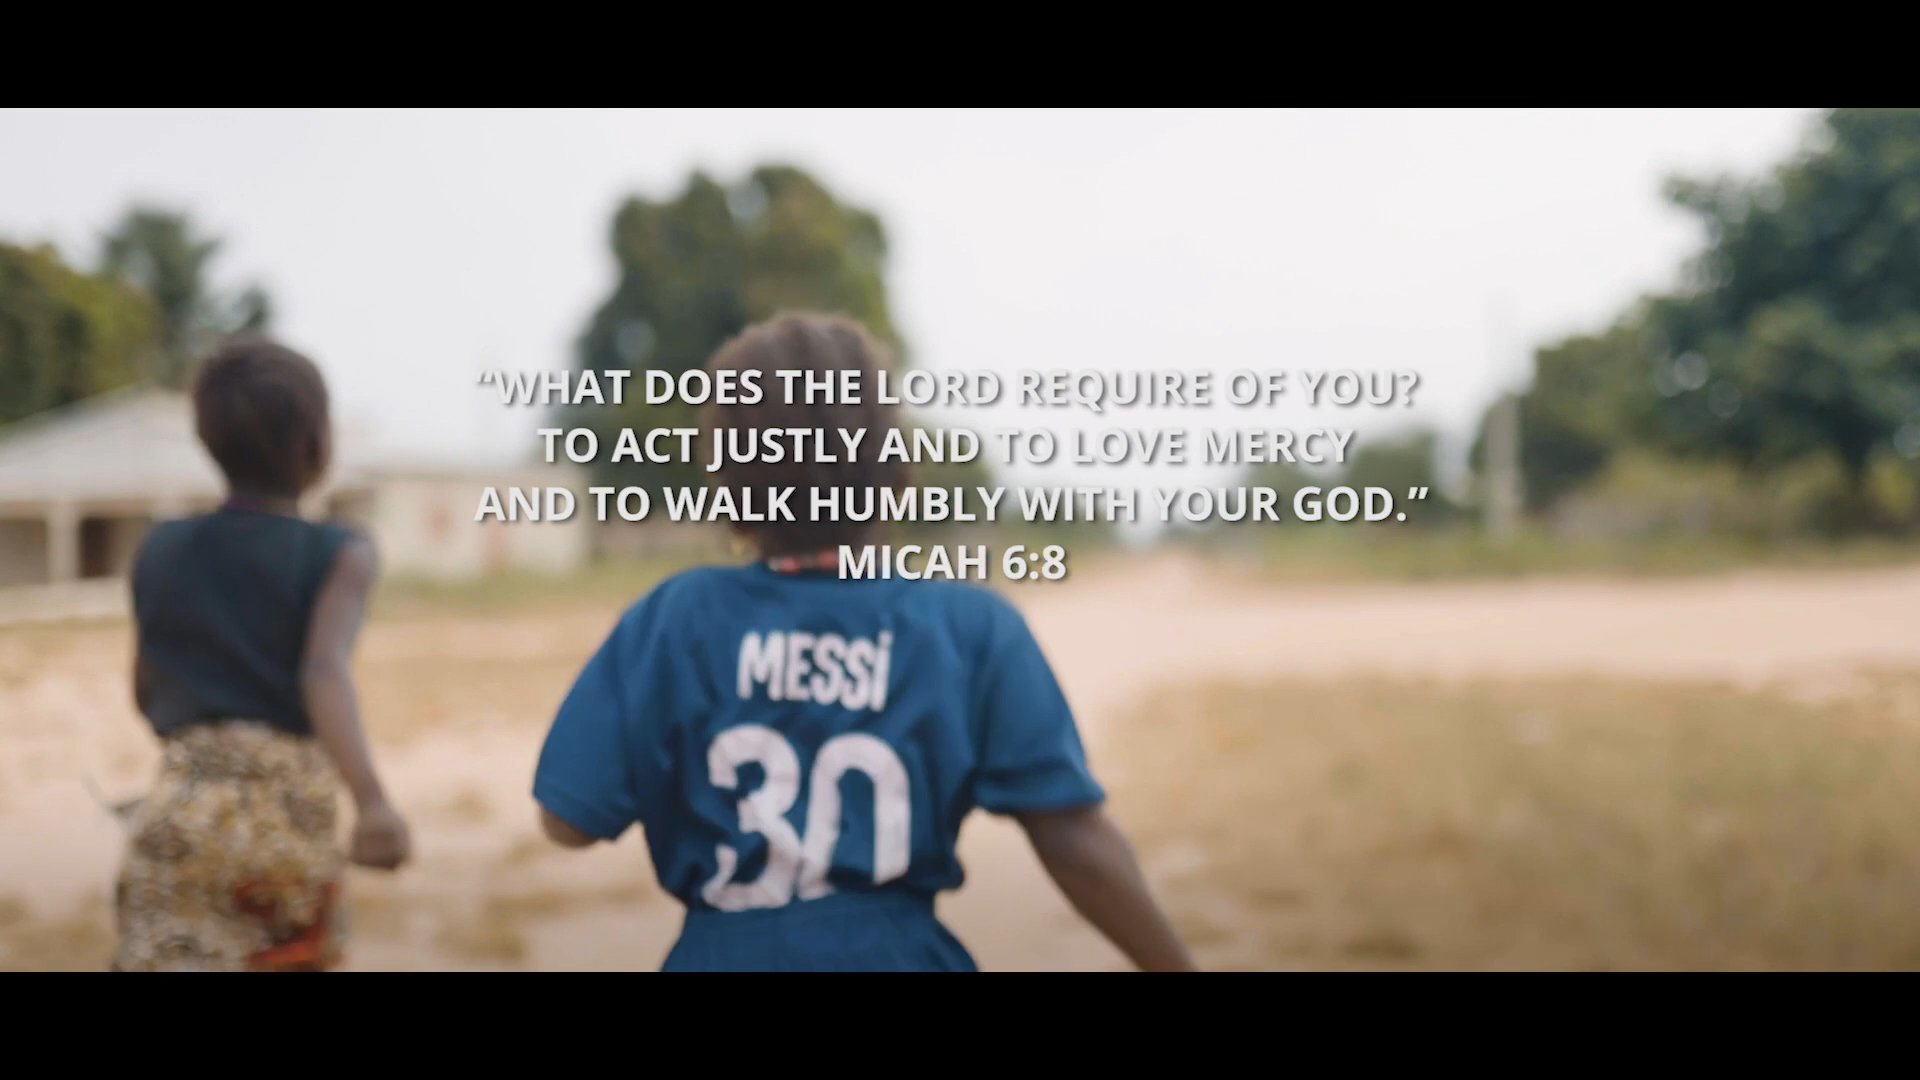 “WHAT DOES THE LORD REQUIRE OF YOU?
TO ACT JUSTLY AND TO LOVE MERCY
AND TO WALK HUMBLY WITH YOUR GOD.”
MICAH 6:8
MESSi
30